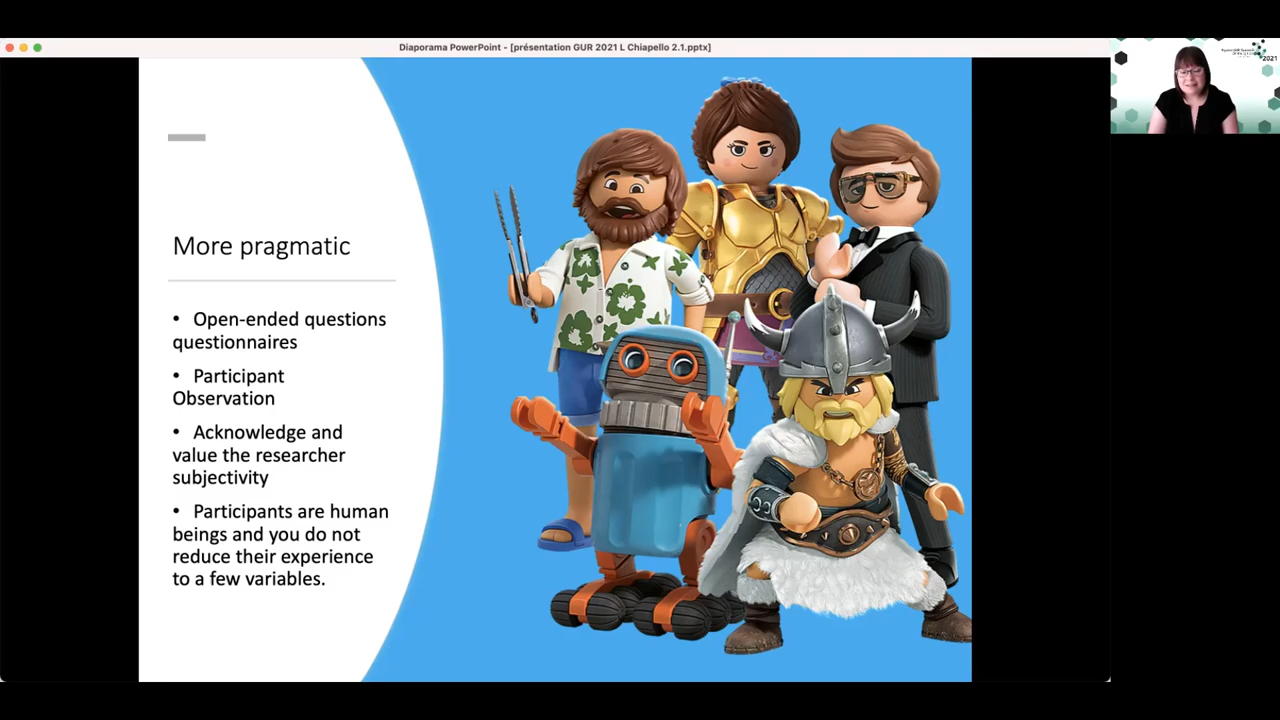 Diaporama PowerPoint - [présentation GUR 2021 L Chiapello 2.1.pptx]
2021
More pragmatic
• Open-ended questions
questionnaires
• Participant
Observation
• Acknowledge and
value the researcher
subjectivity
• Participants are human
beings and you do not
reduce their experience
to a few variables.